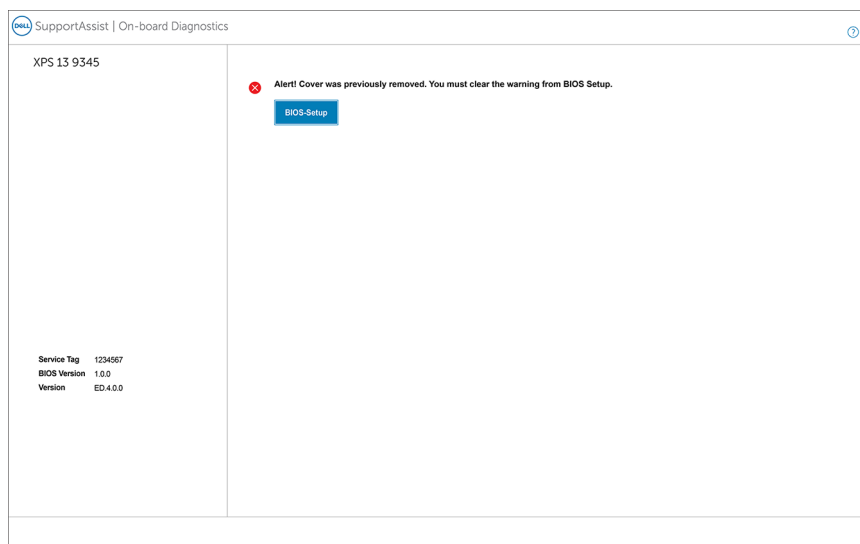 DELL SupportAssist | On-board Diagnostics
?
XPS 13 9345
Alert! Cover was previously removed. You must clear the warning from BIOS Setup.
BIOS-Setup
Service Tag 1234567
BIOS Version 1.0.0
Version ED.4.0.0